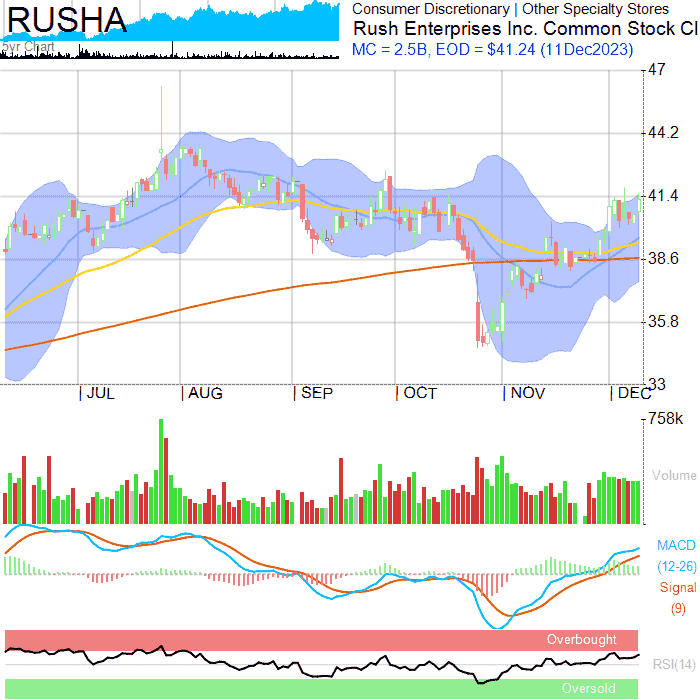 RUSHA
5yr Chart
Consumer Discretionary | Other Specialty Stores
Rush Enterprises Inc. Common Stock Cl
MC = 2.5B, EOD = $41.24 (11Dec2023)
47
44.2
41.4
38.6
35.8
33
JUL
AUG
SEP
OCT
NOV
DEC
758k
Volume
MACD
(12-26)
Signal
(9)
Overbought
RSI(14)
Oversold